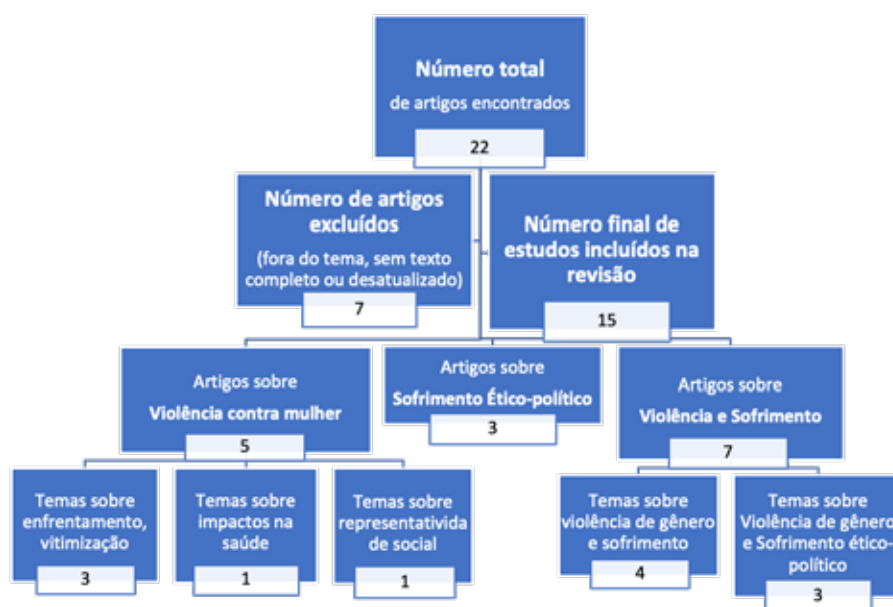 Número total
de artigos encontrados
22
Número de artigos
excluídos
(fora do tema, sem texto
completo ou desatualizado)
7
Número final de
estudos incluídos na
revisão
15
Artigos sobre
Violência contra mulher
5
Artigos sobre
Sofrimento Ético-político
3
Artigos sobre
Violência e Sofrimento
7
Temas sobre
enfrentamento,
vitimização
3
Temas sobre
impactos na
saúde
1
Temas sobre
representativida
de social
1
Temas sobre
violência de gênero
e sofrimento
4
Temas sobre
Violência de gênero
e Sofrimento ético-
político
3